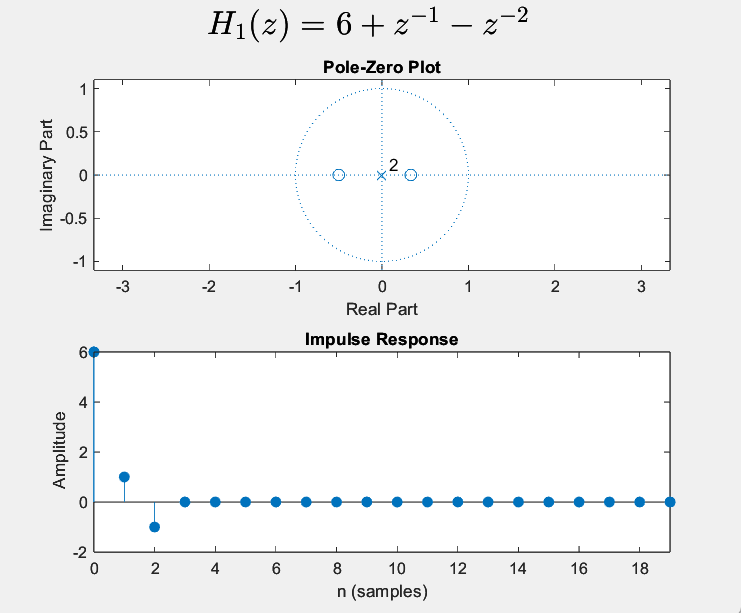 H₁(z) = 6 + z⁻¹ − z⁻²
Pole-Zero Plot
1
0.5
0
-0.5
-1
Imaginary Part
2
-3 -2 -1 0 1 2 3
Real Part
Impulse Response
6
4
2
0
-2
Amplitude
0 2 4 6 8 10 12 14 16 18
n (samples)